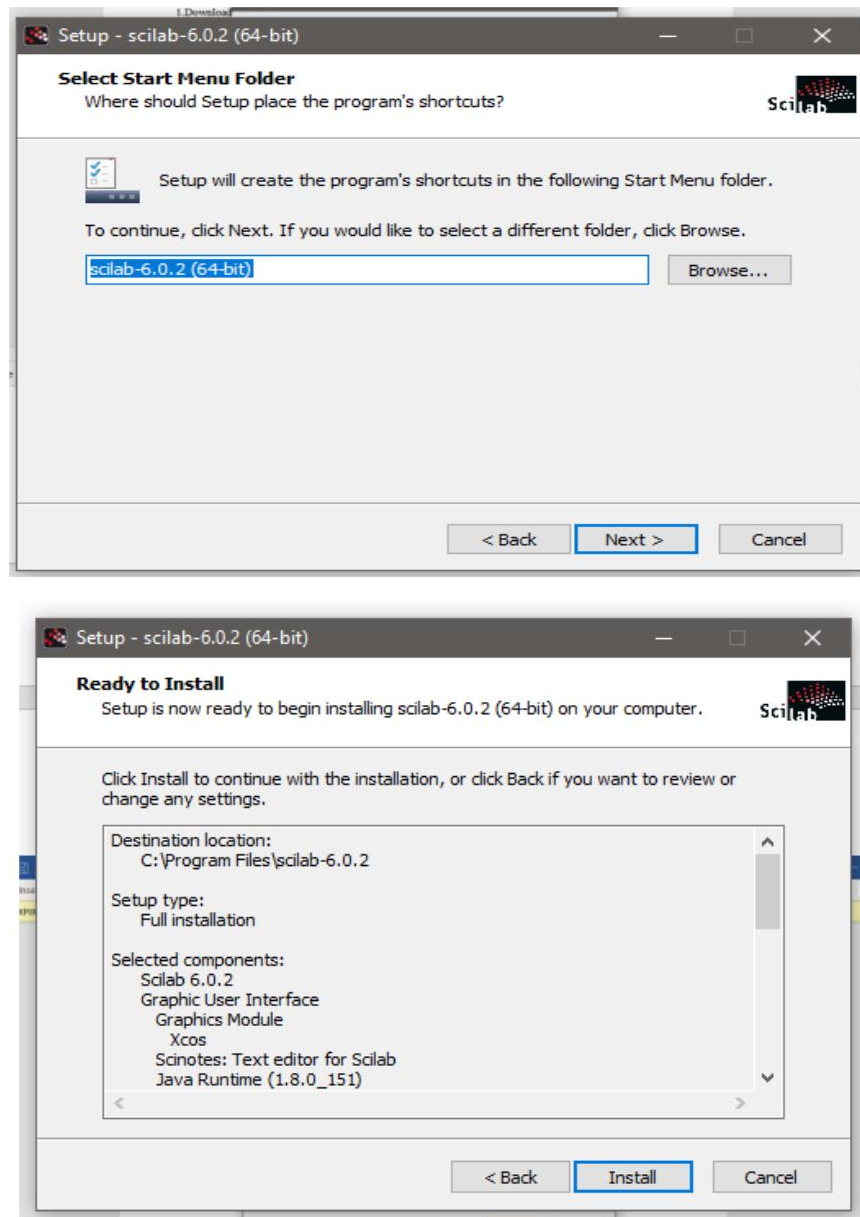 1.Download
Setup - scilab-6.0.2 (64-bit)
Select Start Menu Folder
Where should Setup place the program's shortcuts?
Scilab
Setup will create the program's shortcuts in the following Start Menu folder.
To continue, click Next. If you would like to select a different folder, click Browse.
scilab-6.0.2 (64-bit)
Browse...
< Back
Next >
Cancel
Setup - scilab-6.0.2 (64-bit)
Ready to Install
Setup is now ready to begin installing scilab-6.0.2 (64-bit) on your computer.
Scilab
Click Install to continue with the installation, or click Back if you want to review or
change any settings.
Destination location:
C:\Program Files\scilab-6.0.2
Setup type:
Full installation
Selected components:
Scilab 6.0.2
Graphic User Interface
Graphics Module
Xcos
Scinotes: Text editor for Scilab
Java Runtime (1.8.0_151)
< Back
Install
Cancel